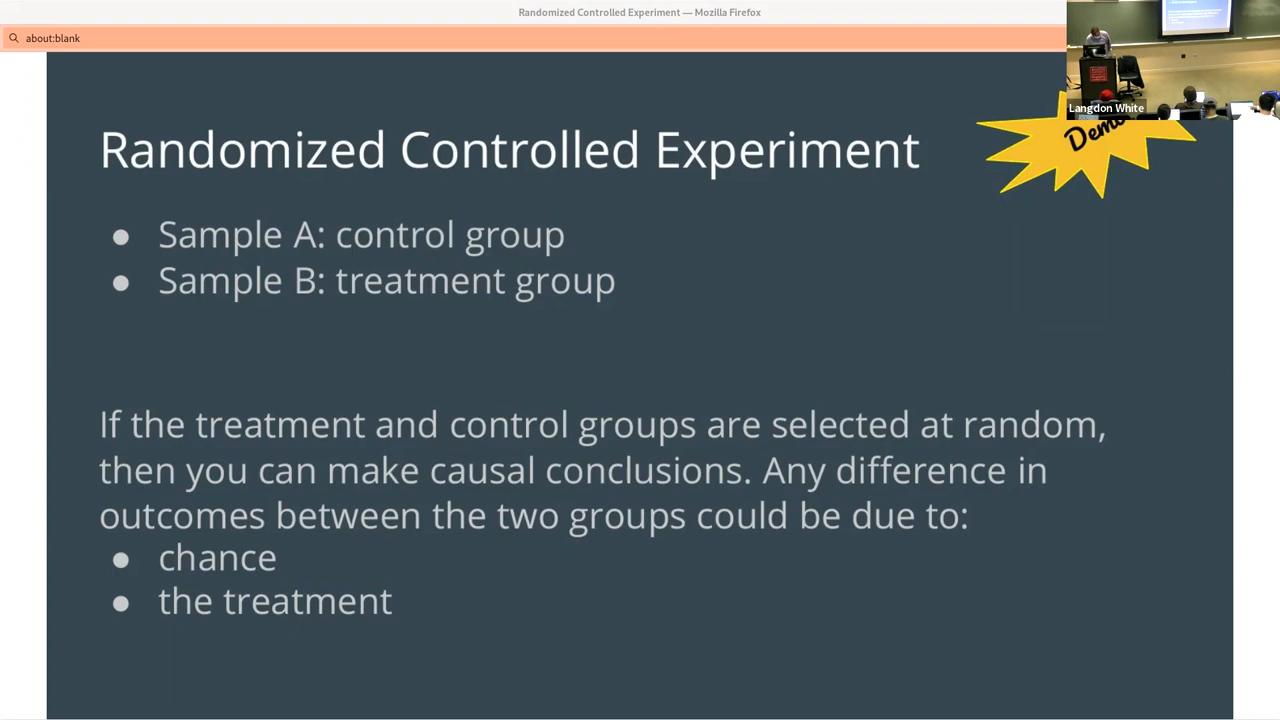 Randomized Controlled Experiment — Mozilla Firefox
about:blank
Langdon White
Randomized Controlled Experiment
● Sample A: control group
● Sample B: treatment group
If the treatment and control groups are selected at random,
then you can make causal conclusions. Any difference in
outcomes between the two groups could be due to:
● chance
● the treatment